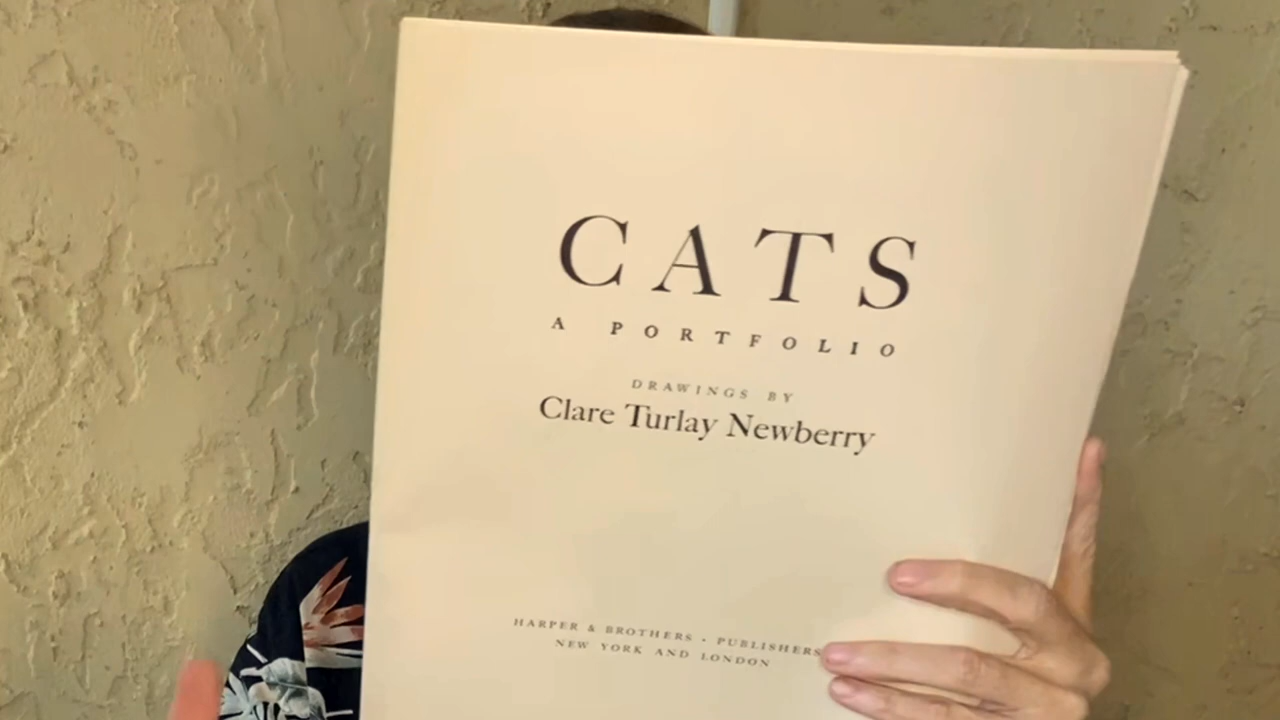 CATS
A PORTFOLIO
DRAWINGS BY
Clare Turlay Newberry
HARPER & BROTHERS · PUBLISHERS
NEW YORK AND LONDON